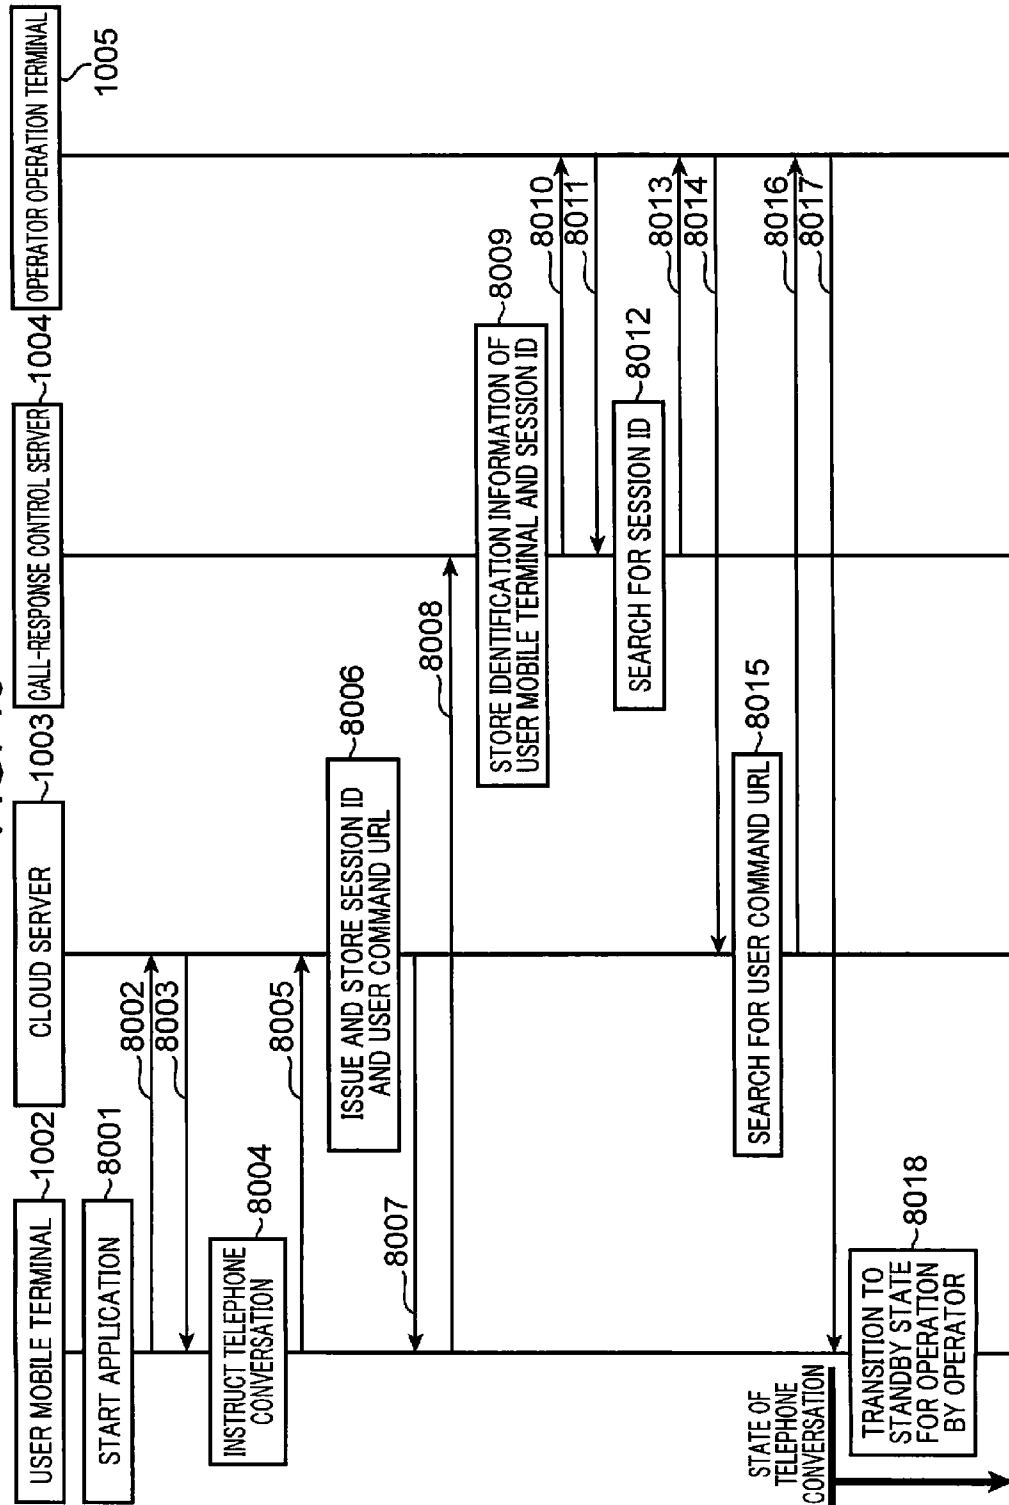 USER MOBILE TERMINAL
1002
CLOUD SERVER
1003
CALL-RESPONSE CONTROL SERVER
1004
OPERATOR OPERATION TERMINAL
1005
START APPLICATION
8001
8002
8003
INSTRUCT TELEPHONE
CONVERSATION
8004
8005
ISSUE AND STORE SESSION ID
AND USER COMMAND URL
8006
8007
8008
STORE IDENTIFICATION INFORMATION OF
USER MOBILE TERMINAL AND SESSION ID
8009
8010
8011
SEARCH FOR SESSION ID
8012
8013
8014
SEARCH FOR USER COMMAND URL
8015
8016
8017
STATE OF
TELEPHONE
CONVERSATION
TRANSITION TO
STANDBY STATE
FOR OPERATION
BY OPERATOR
8018